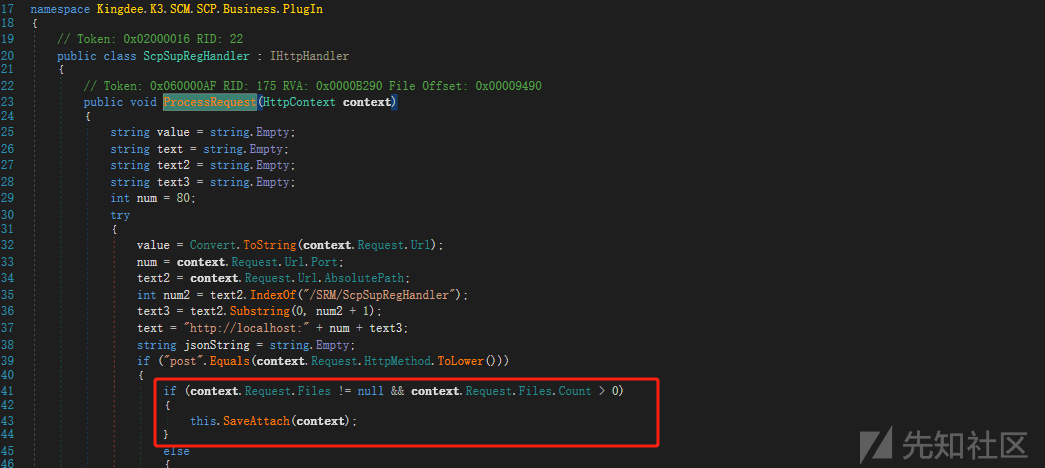 17 namespace Kingdee.K3.SCM.SCP.Business.PlugIn
18 {
19 // Token: 0x02000016 RID: 22
20 public class ScpSupRegHandler : IHttpHandler
21 {
22 // Token: 0x060000AF RID: 175 RVA: 0x0000B290 File Offset: 0x00009490
23 public void ProcessRequest(HttpContext context)
24 {
25 string value = string.Empty;
26 string text = string.Empty;
27 string text2 = string.Empty;
28 string text3 = string.Empty;
29 int num = 80;
30 try
31 {
32 value = Convert.ToString(context.Request.Url);
33 num = context.Request.Url.Port;
34 text2 = context.Request.Url.AbsolutePath;
35 int num2 = text2.IndexOf("/SRM/ScpSupRegHandler");
36 text3 = text2.Substring(0, num2 + 1);
37 text = "http://localhost:" + num + text3;
38 string jsonString = string.Empty;
39 if ("post".Equals(context.Request.HttpMethod.ToLower()))
40 {
41 if (context.Request.Files != null && context.Request.Files.Count > 0)
42 {
43 this.SaveAttach(context);
44 }
45 else
46 {
先知社区